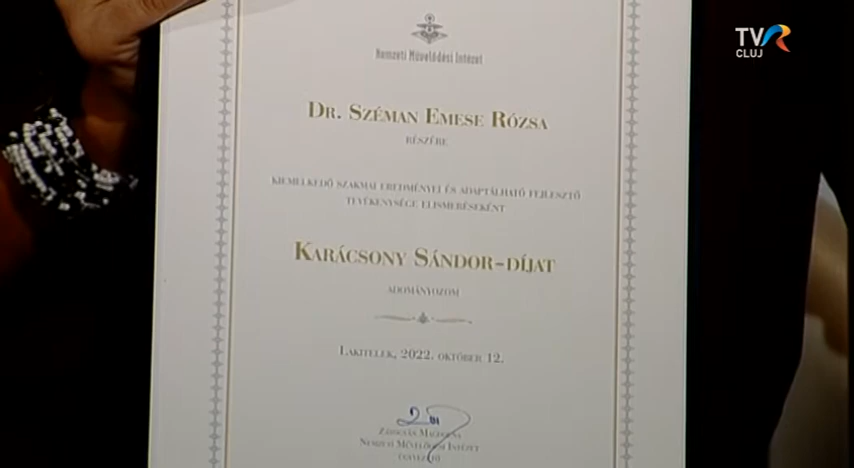 TVR
CLUJ
Nemzeti Művelődési Intézet
Dr. Széman Emese Rózsa
részére
kiemelkedő szakmai eredményei és adaptálható fejlesztő
tevékenysége elismeréseként
Karácsony Sándor-díjat
adományozom
Lakitelek, 2022. október 12.
Nemzeti Művelődési Intézet
ügyvezető